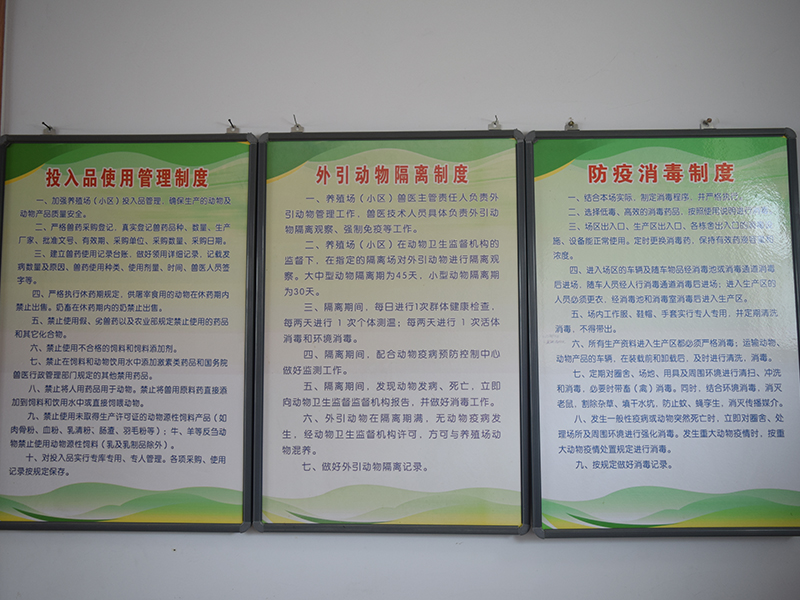 投入品使用管理制度
一、加强养殖场(小区)投入品管理,确保生产的动物及
动物产品质量安全。
二、严格兽药采购登记,真实登记兽药品种、数量、生产
厂家、批准文号、有效期、采购单位、采购数量、采购日期。
三、建立兽药使用记录台账,做好领用详细记录,记载发
病数量及原因、兽药使用种类、使用剂量、时间、兽医人员签
字等。
四、严格执行休药期规定,供屠宰食用的动物在休药期内
禁止出售。奶畜在休药期内的奶禁止出售。
五、禁止使用假、劣兽药以及农业部规定禁止使用的药品
和其它化合物。
六、禁止使用不合格的饲料和饲料添加剂。
七、禁止在饲料和动物饮用水中添加激素类药品和国务院
兽医行政管理部门规定的其他禁用药品。
八、禁止将人用药品用于动物。禁止将兽用原料药直接添
加到饲料和饮用水中或直接饲喂动物。
九、禁止使用未取得生产许可证的动物源性饲料产品(如
肉骨粉、血粉、乳清粉、肠膜、羽毛粉等);牛、羊等反刍动
物禁止使用动物源性饲料(乳及乳制品除外)。
十、对投入品实行专库专用、专人管理。各项采购、使用
记录按规定保存。
外引动物隔离制度
一、养殖场(小区)兽医主管责任人负责外
引动物管理工作,兽医技术人员具体负责外引动
物隔离观察、强制免疫等工作。
二、养殖场(小区)在动物卫生监督机构的
监督下,在指定的隔离场对外引动物进行隔离观
察。大中型动物隔离期为45天,小型动物隔离期
为30天。
三、隔离期间,每日进行1次群体健康检查,
每两天进行 1 次个体测温;每两天进行 1 次活体
消毒和环境消毒。
四、隔离期间,配合动物疫病预防控制中心
做好监测工作。
五、隔离期间,发现动物发病、死亡,立即
向动物卫生监督监督机构报告,并做好消毒工作。
六、外引动物在隔离期满,无动物疫病发
生,经动物卫生监督机构许可,方可与养殖场动
物混养。
七、做好外引动物隔离记录。
防疫消毒制度
一、结合本场实际,制定消毒程序,并严格执行
二、选择低毒、高效的消毒药品,按照使用说明进行
三、场区出入口、生产区出入口、各栋舍出入口的消毒
施、设备能正常使用。定时更换消毒药,保持有效药
浓度。
四、进入场区的车辆及随车物品经消毒池或消毒通道消毒
后进场,随车人员经人行消毒通道消毒后进场;进入生产区的
人员必须更衣,经消毒池和消毒室消毒后进入生产区。
五、场内工作服、鞋帽、手套实行专人专用,并定期清洗
消毒,不得带出。
六、所有生产资料进入生产区都必须严格消毒;运输动物、
动物产品的车辆,在装载前和卸载后,及时进行清洗、消毒。
七、定期对圈舍、场地、用具及周围环境进行清扫、冲洗
和消毒,必要时带畜(禽)消毒。同时,结合环境消毒,消灭
老鼠,割除杂草、填干水坑,防止蚊、蝇孳生,消灭传播媒介。
八、发生一般性疫病或动物突然死亡时,立即对圈舍、处
理场所及周围环境进行强化消毒。发生重大动物疫情时,按重
大动物疫情处置规定进行消毒。
九、按规定做好消毒记录。